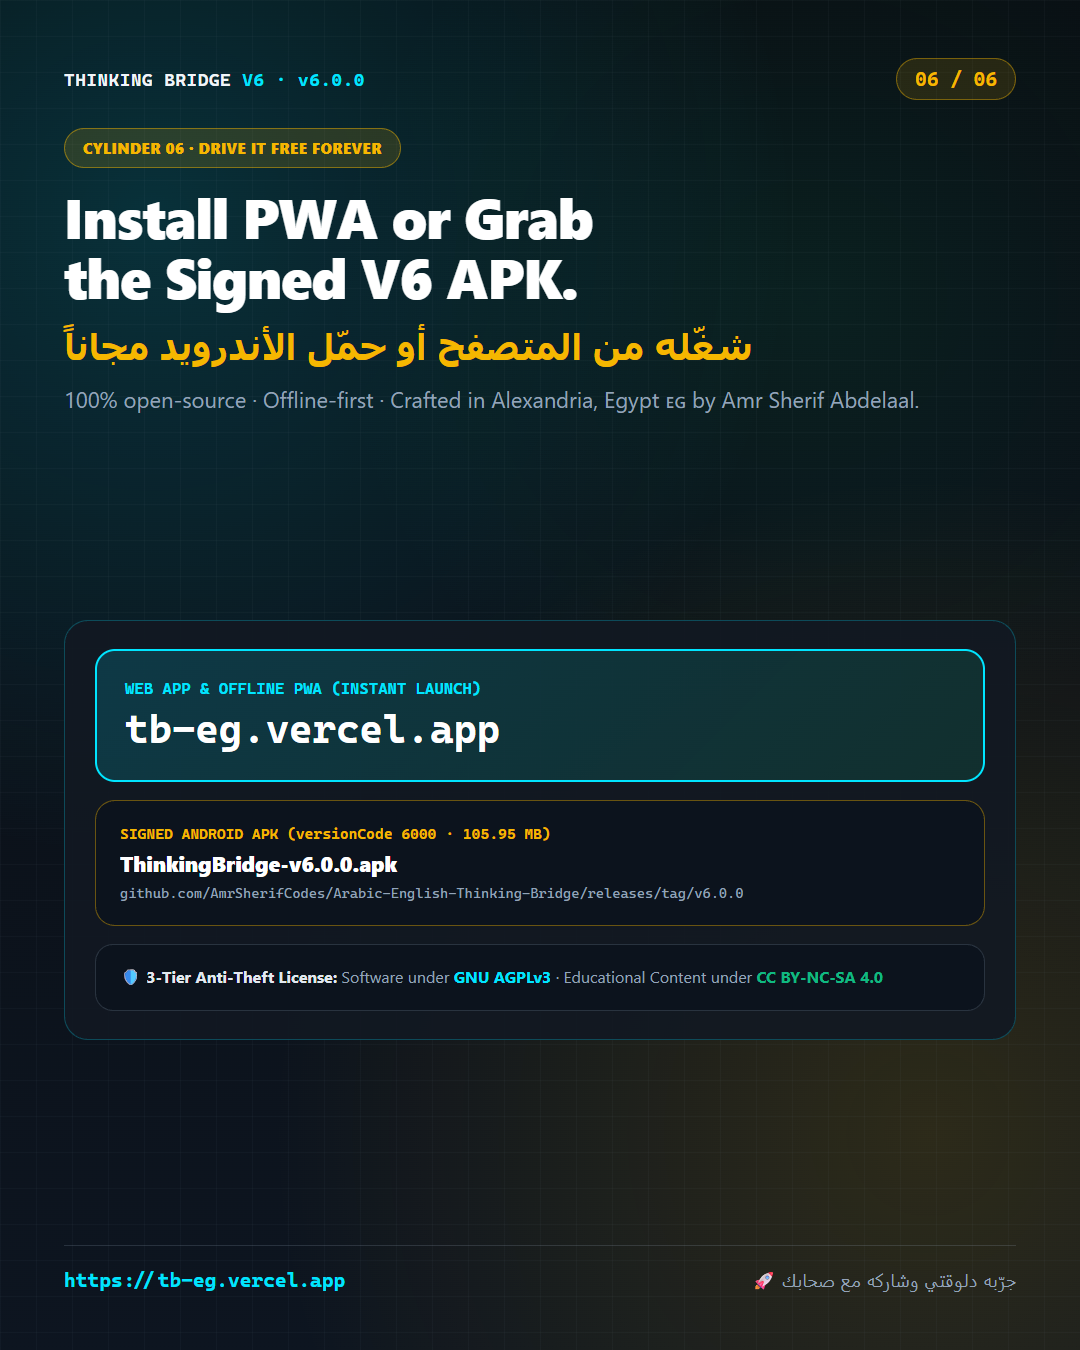 THINKING BRIDGE V6 · v6.0.0
06 / 06
CYLINDER 06 · DRIVE IT FREE FOREVER
Install PWA or Grab
the Signed V6 APK.
شغّله من المتصفح أو حمّل الأندرويد مجاناً
100% open-source · Offline-first · Crafted in Alexandria, Egypt EG by Amr Sherif Abdelaal.
WEB APP & OFFLINE PWA (INSTANT LAUNCH)
tb-eg.vercel.app
SIGNED ANDROID APK (versionCode 6000 · 105.95 MB)
ThinkingBridge-v6.0.0.apk
github.com/AmrSherifCodes/Arabic-English-Thinking-Bridge/releases/tag/v6.0.0
🛡️ 3-Tier Anti-Theft License: Software under GNU AGPLv3 · Educational Content under CC BY-NC-SA 4.0
https://tb-eg.vercel.app
جرّبه دلوقتي وشاركه مع صحابك 🚀